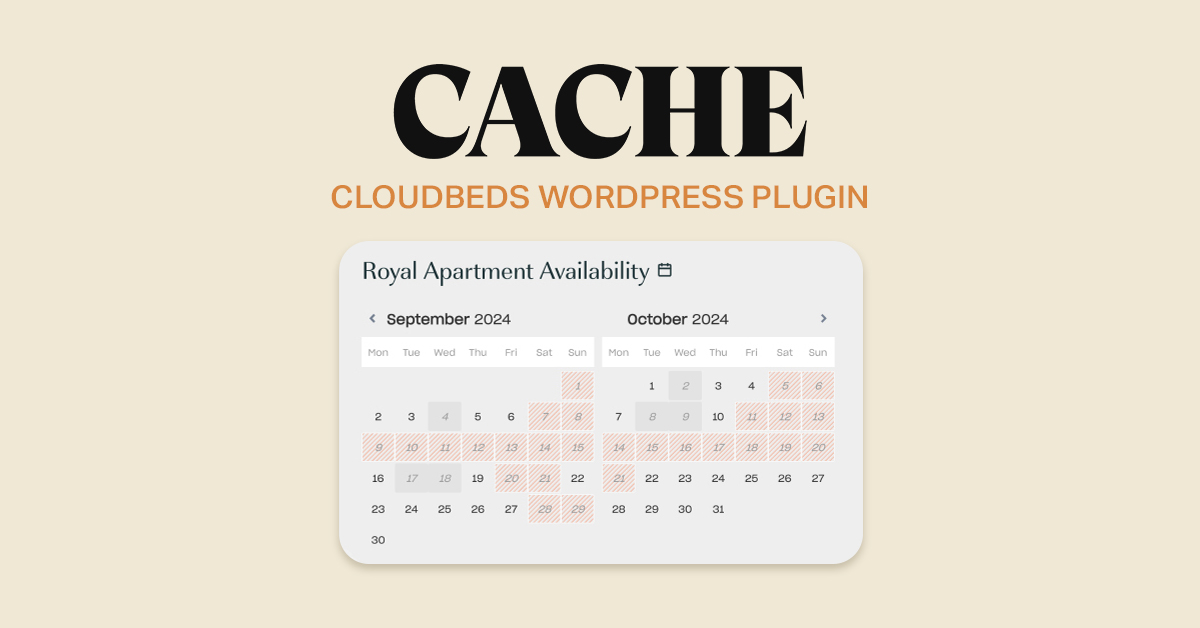 CACHE
CLOUDBEDS WORDPRESS PLUGIN
Royal Apartment Availability
September 2024 October 2024
Mon Tue Wed Thu Fri Sat Sun Mon Tue Wed Thu Fri Sat Sun
1 1 2 3 4 5 6
2 3 4 5 6 7 8 7 8 9 10 11 12 13
9 10 11 12 13 14 15 14 15 16 17 18 19 20
16 17 18 19 20 21 22 21 22 23 24 25 26 27
23 24 25 26 27 28 29 28 29 30 31
30